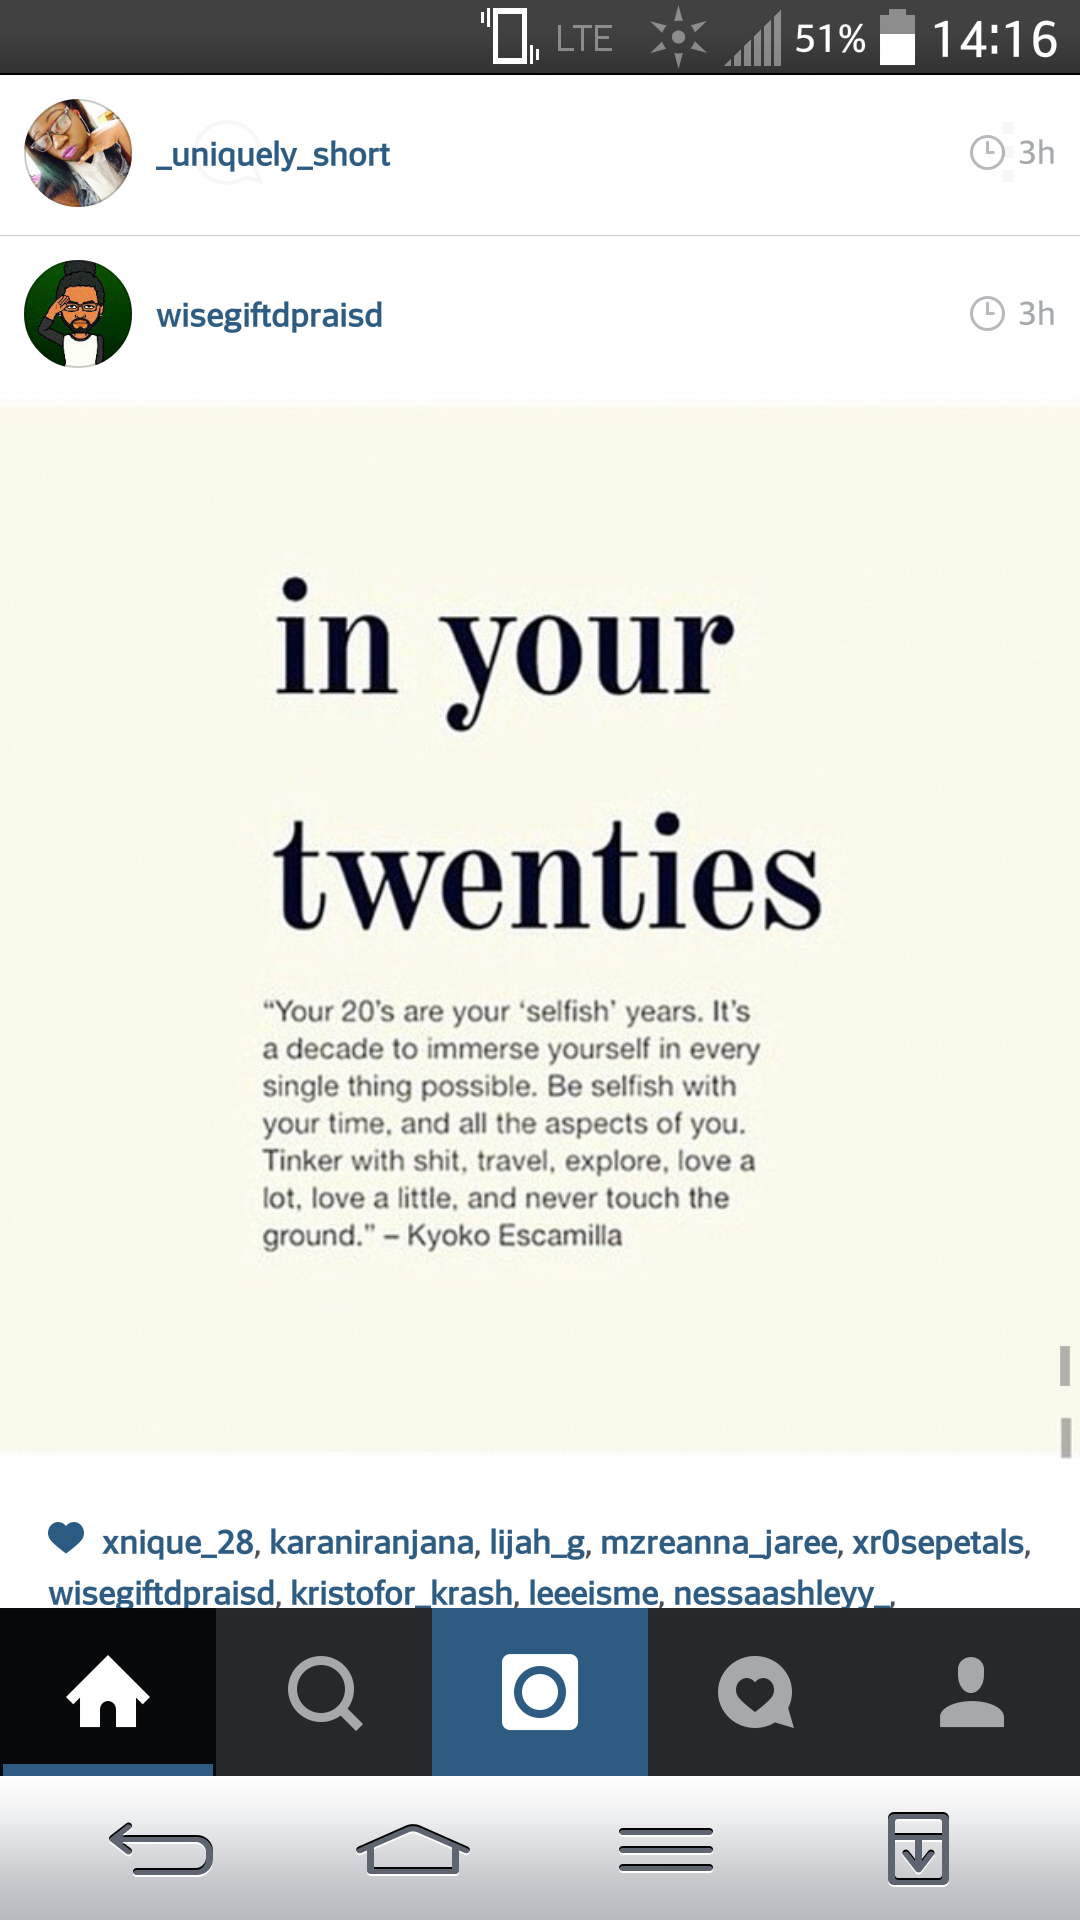 LTE 51% 14:16
_uniquely_short 3h
wisegiftdpraisd 3h
in your
twenties
“Your 20’s are your ‘selfish’ years. It’s
a decade to immerse yourself in every
single thing possible. Be selfish with
your time, and all the aspects of you.
Tinker with shit, travel, explore, love a
lot, love a little, and never touch the
ground.” – Kyoko Escamilla
xnique_28, karaniranjana, lijah_g, mzreanna_jaree, xr0sepetals,
wisegiftdpraisd, kristofor_krash, leeeisme, nessaashleyy_,